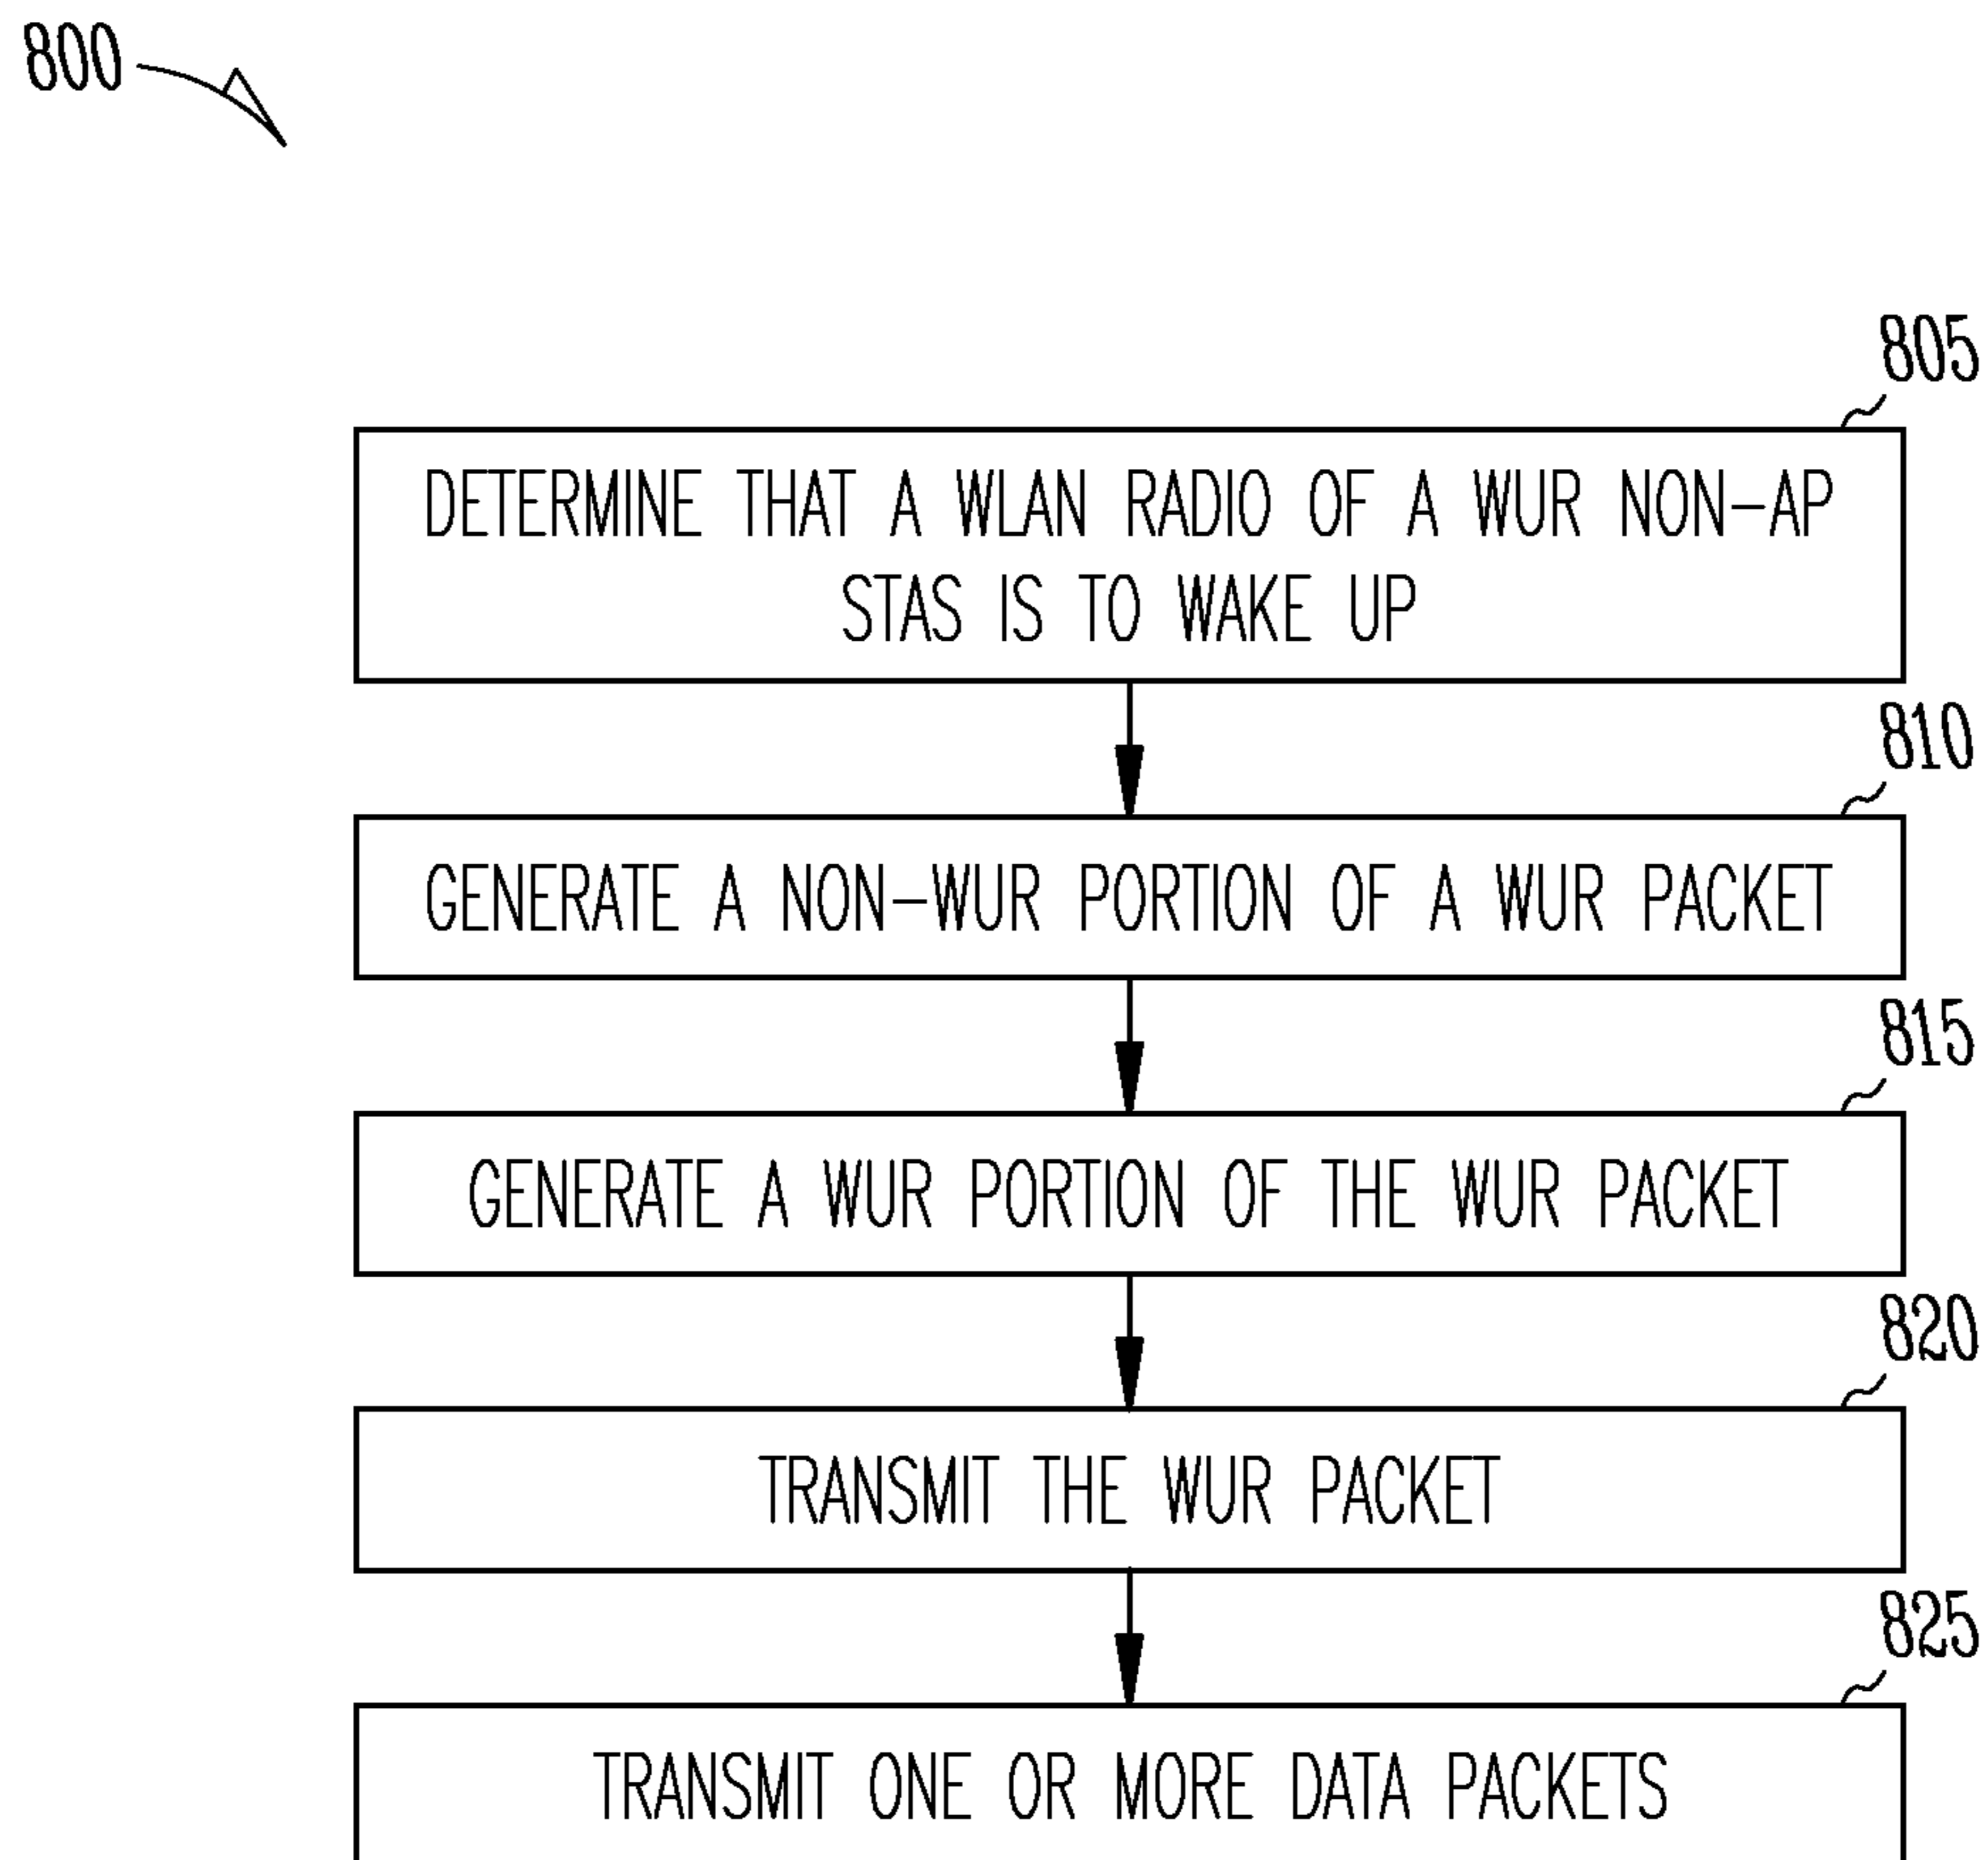 800
805
DETERMINE THAT A WLAN RADIO OF A WUR NON-AP
STAS IS TO WAKE UP
810
GENERATE A NON-WUR PORTION OF A WUR PACKET
815
GENERATE A WUR PORTION OF THE WUR PACKET
820
TRANSMIT THE WUR PACKET
825
TRANSMIT ONE OR MORE DATA PACKETS